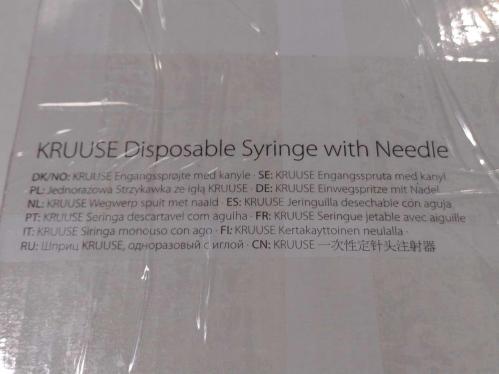 KRUUSE Disposable Syringe with Needle
DK/NO: KRUUSE Engangssprøjte med kanyle · SE: KRUUSE Engangsspruta med kanyl
PL: Jednorazowa Strzykawka ze igłą KRUUSE · DE: KRUUSE Einwegspritze mit Nadel
NL: KRUUSE Wegwerp spuit met naald · ES: KRUUSE Jeringuilla desechable con aguja
PT: KRUUSE Seringa descartavel com agulha · FR: KRUUSE Seringue jetable avec aiguille
IT: KRUUSE Siringa monouso con ago · FI: KRUUSE Kertakayttoinen neulalla ·
RU: Шприц KRUUSE, одноразовый с иглой · CN: KRUUSE 一次性定针头注射器